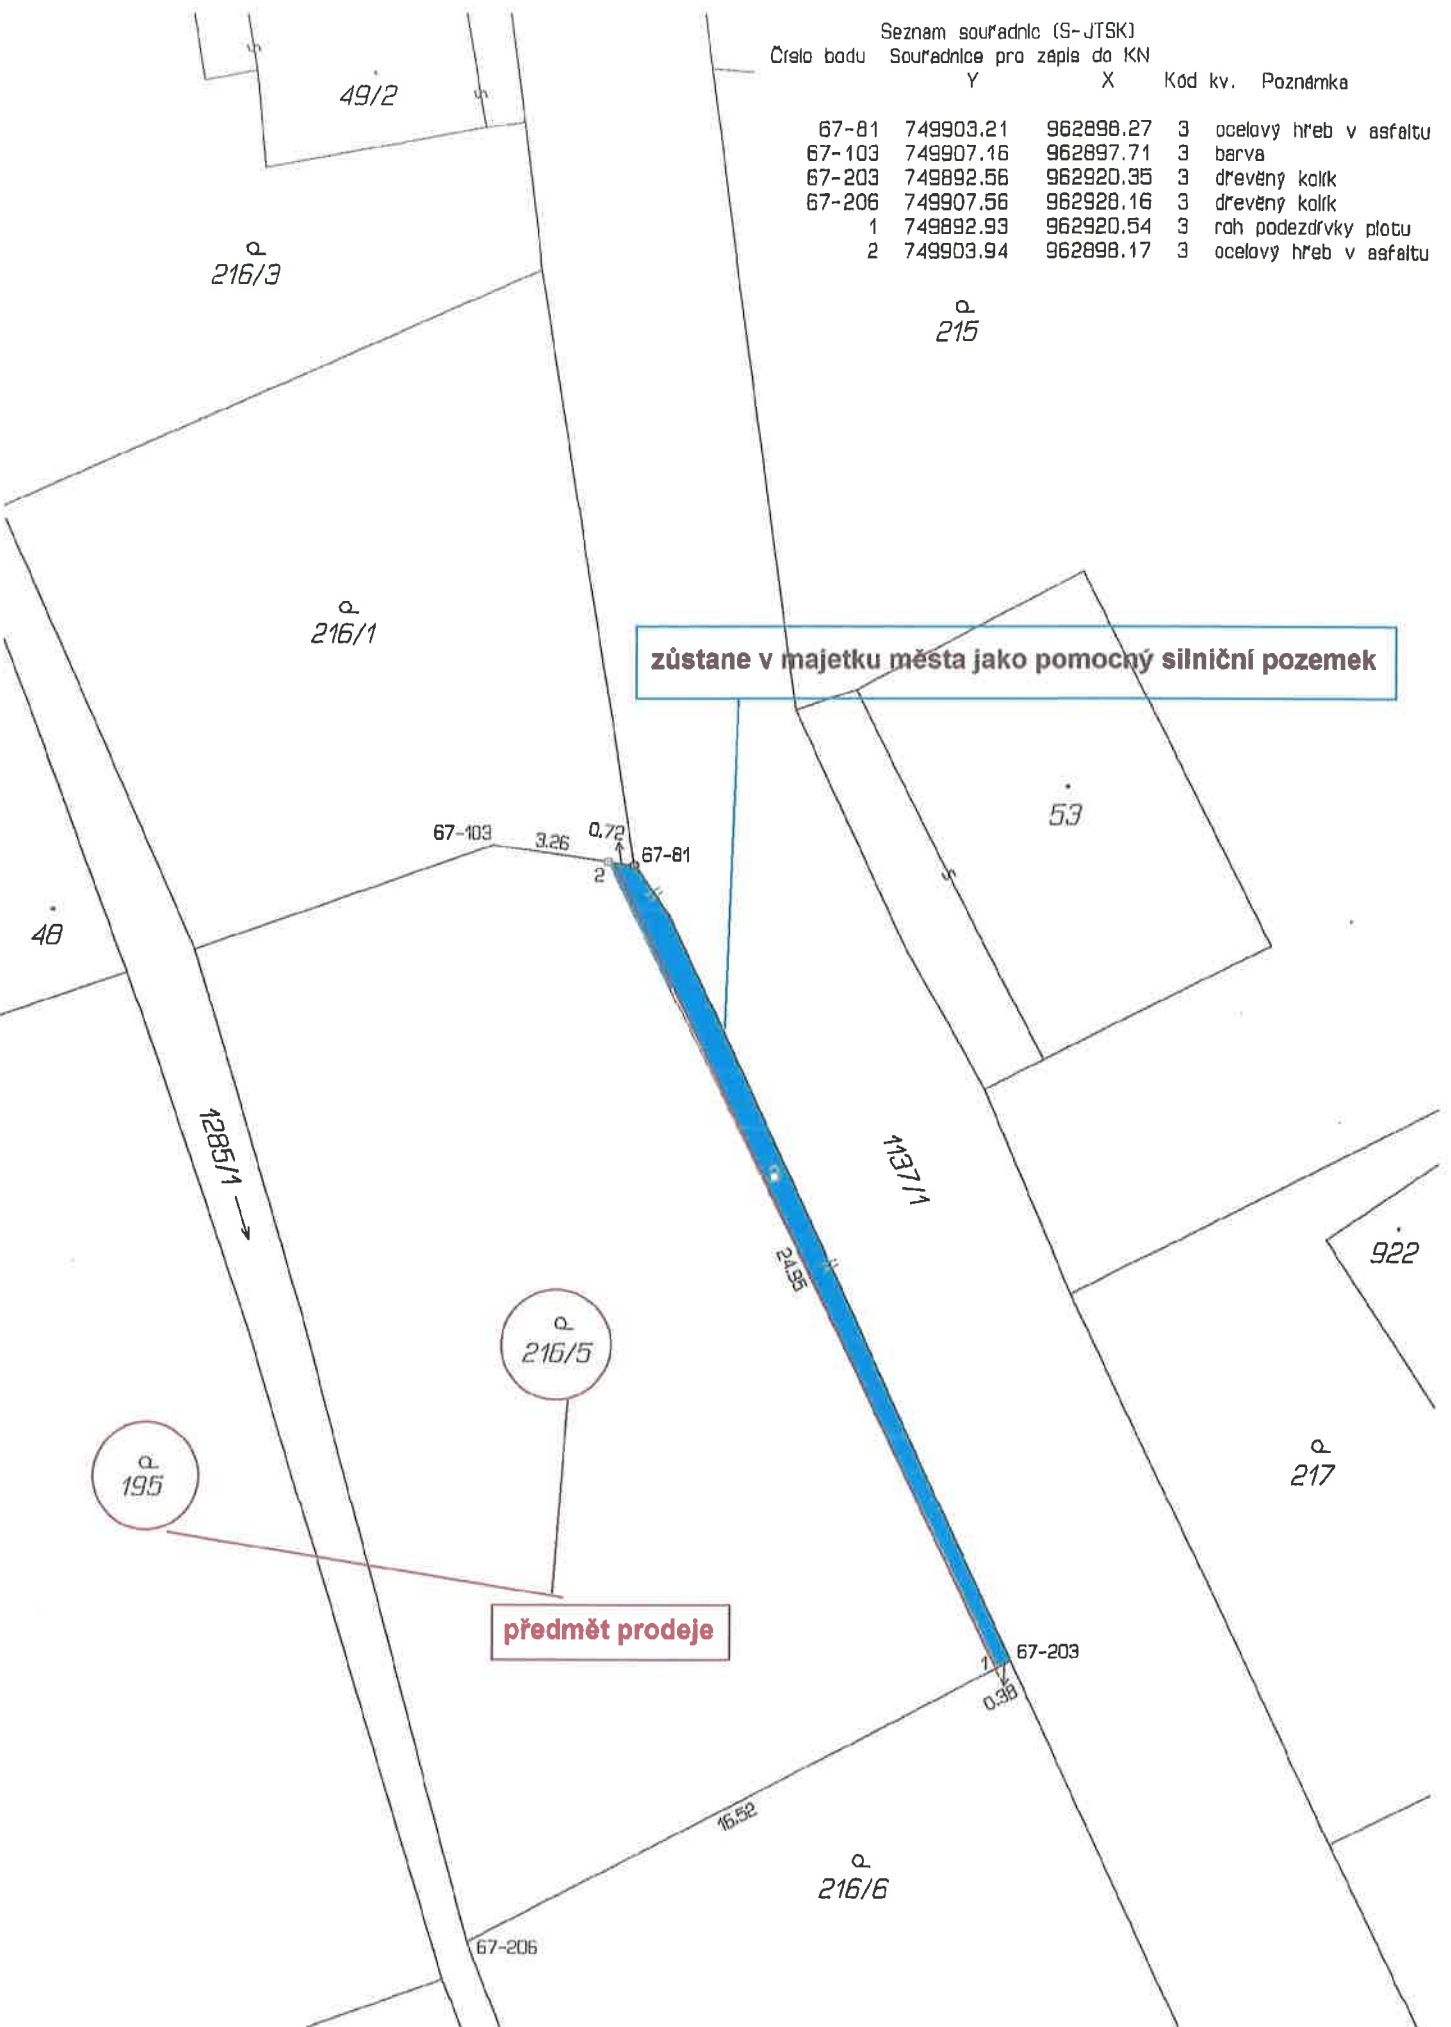 Seznam souřadnic (S-JTSK)
Číslo bodu Souřadnice pro zápis do KN
Y X Kód kv. Poznámka
67-81 749903.21 962898.27 3 ocelový hřeb v asfaltu
67-103 749907.16 962897.71 3 barva
67-203 749892.56 962920.35 3 dřevěný kolík
67-206 749907.56 962928.16 3 dřevěný kolík
1 749892.93 962920.54 3 roh podezdívky plotu
2 749903.94 962898.17 3 ocelový hřeb v asfaltu
49/2
216/3
215
216/1
zůstane v majetku města jako pomocný silniční pozemek
53
67-103
3.26
0.72
67-81
2
48
1285/1
1137/1
922
24.95
216/5
195
217
předmět prodeje
1
67-203
0.38
16.52
216/6
67-206